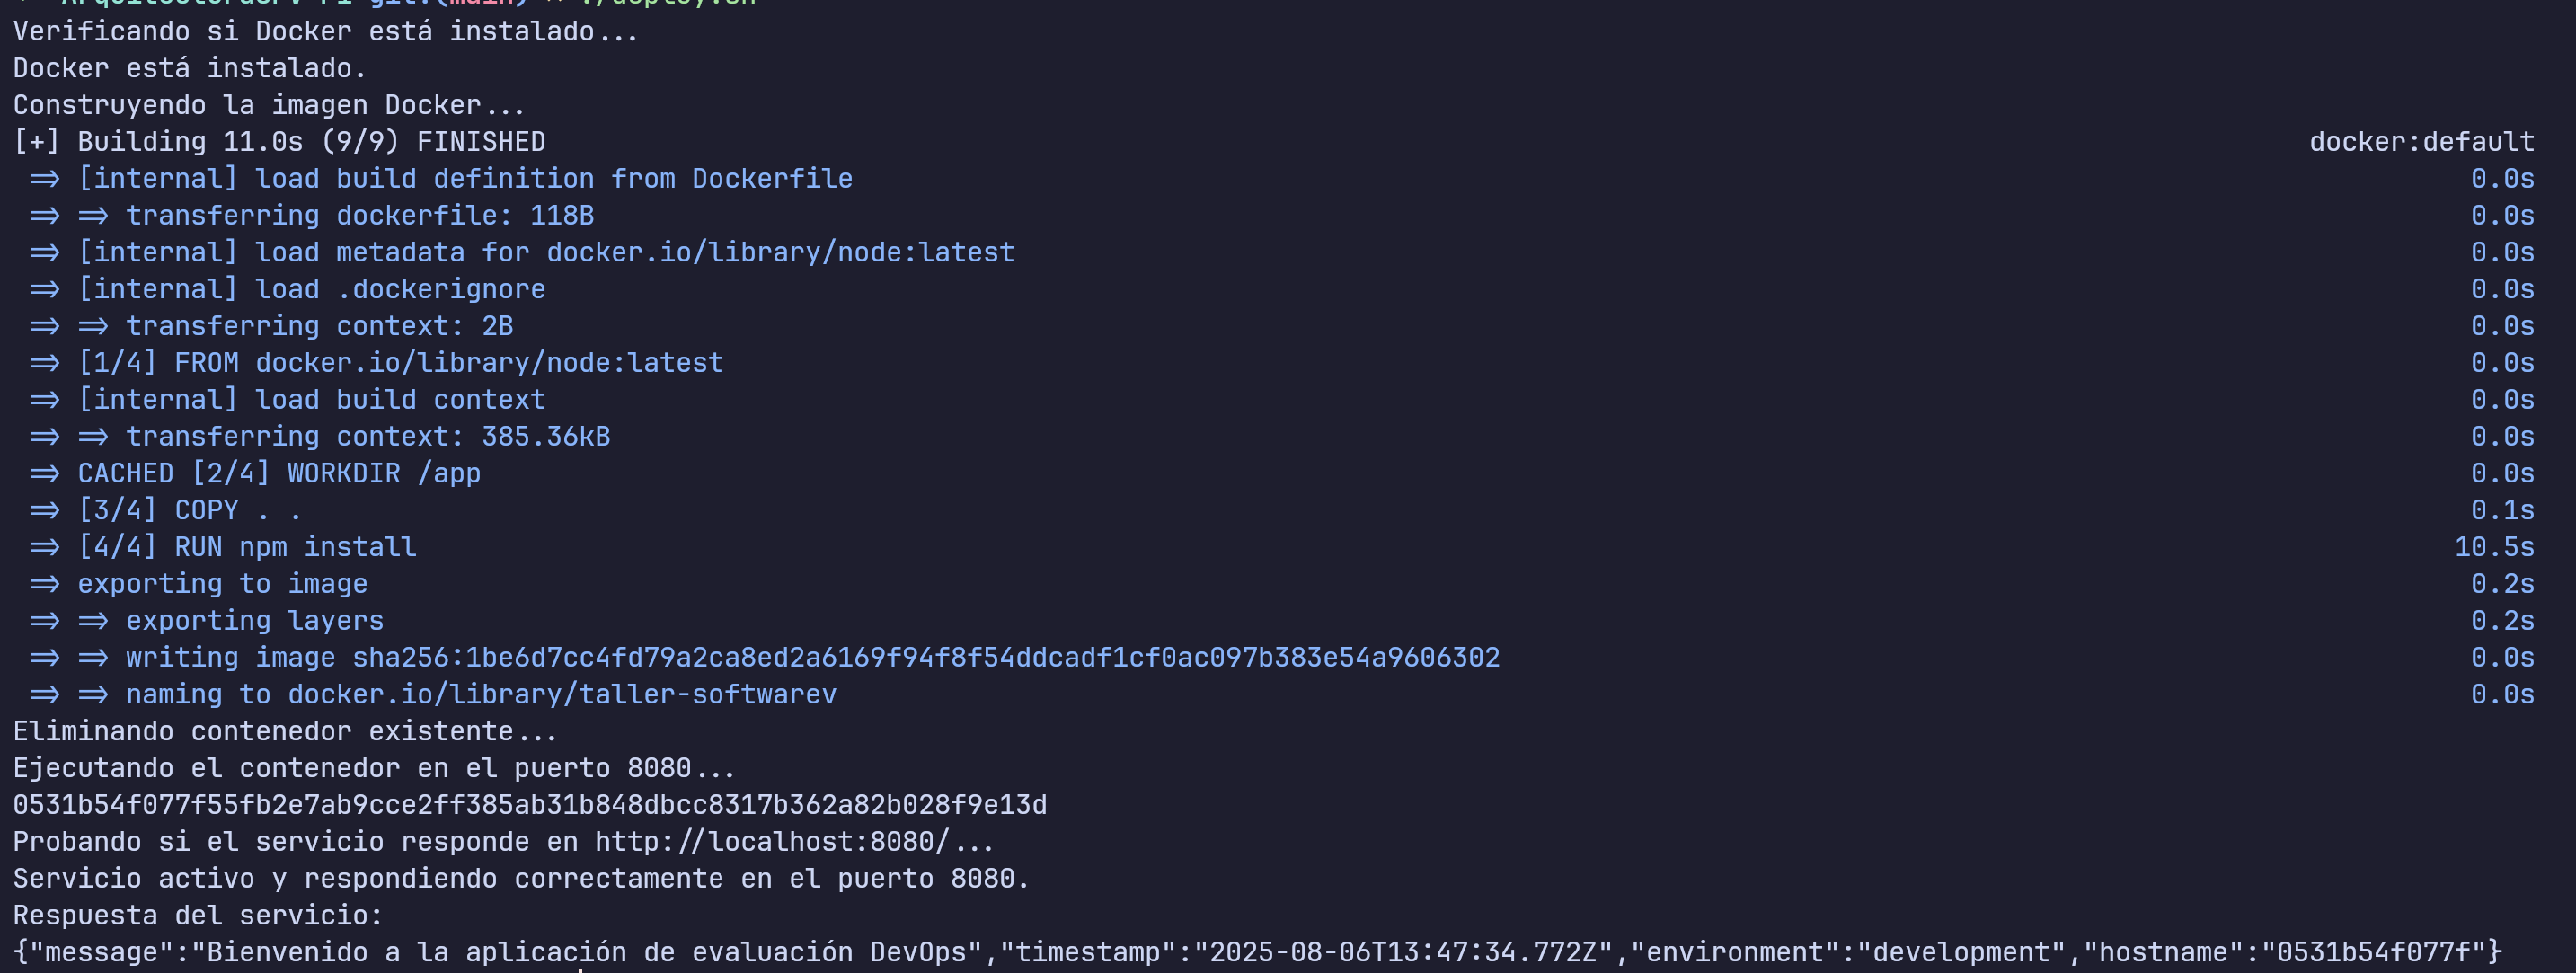 Verificando si Docker está instalado...
Docker está instalado.
Construyendo la imagen Docker...
[+] Building 11.0s (9/9) FINISHED docker:default
=> [internal] load build definition from Dockerfile 0.0s
=> => transferring dockerfile: 118B 0.0s
=> [internal] load metadata for docker.io/library/node:latest 0.0s
=> [internal] load .dockerignore 0.0s
=> => transferring context: 2B 0.0s
=> [1/4] FROM docker.io/library/node:latest 0.0s
=> [internal] load build context 0.0s
=> => transferring context: 385.36kB 0.0s
=> CACHED [2/4] WORKDIR /app 0.0s
=> [3/4] COPY . . 0.1s
=> [4/4] RUN npm install 10.5s
=> exporting to image 0.2s
=> => exporting layers 0.2s
=> => writing image sha256:1be6d7cc4fd79a2ca8ed2a6169f94f8f54ddcadf1cf0ac097b383e54a9606302 0.0s
=> => naming to docker.io/library/taller-softwarev 0.0s
Eliminando contenedor existente...
Ejecutando el contenedor en el puerto 8080...
0531b54f077f55fb2e7ab9cce2ff385ab31b848dbcc8317b362a82b028f9e13d
Probando si el servicio responde en http://localhost:8080/...
Servicio activo y respondiendo correctamente en el puerto 8080.
Respuesta del servicio:
{"message":"Bienvenido a la aplicación de evaluación DevOps","timestamp":"2025-08-06T13:47:34.772Z","environment":"development","hostname":"0531b54f077f"}